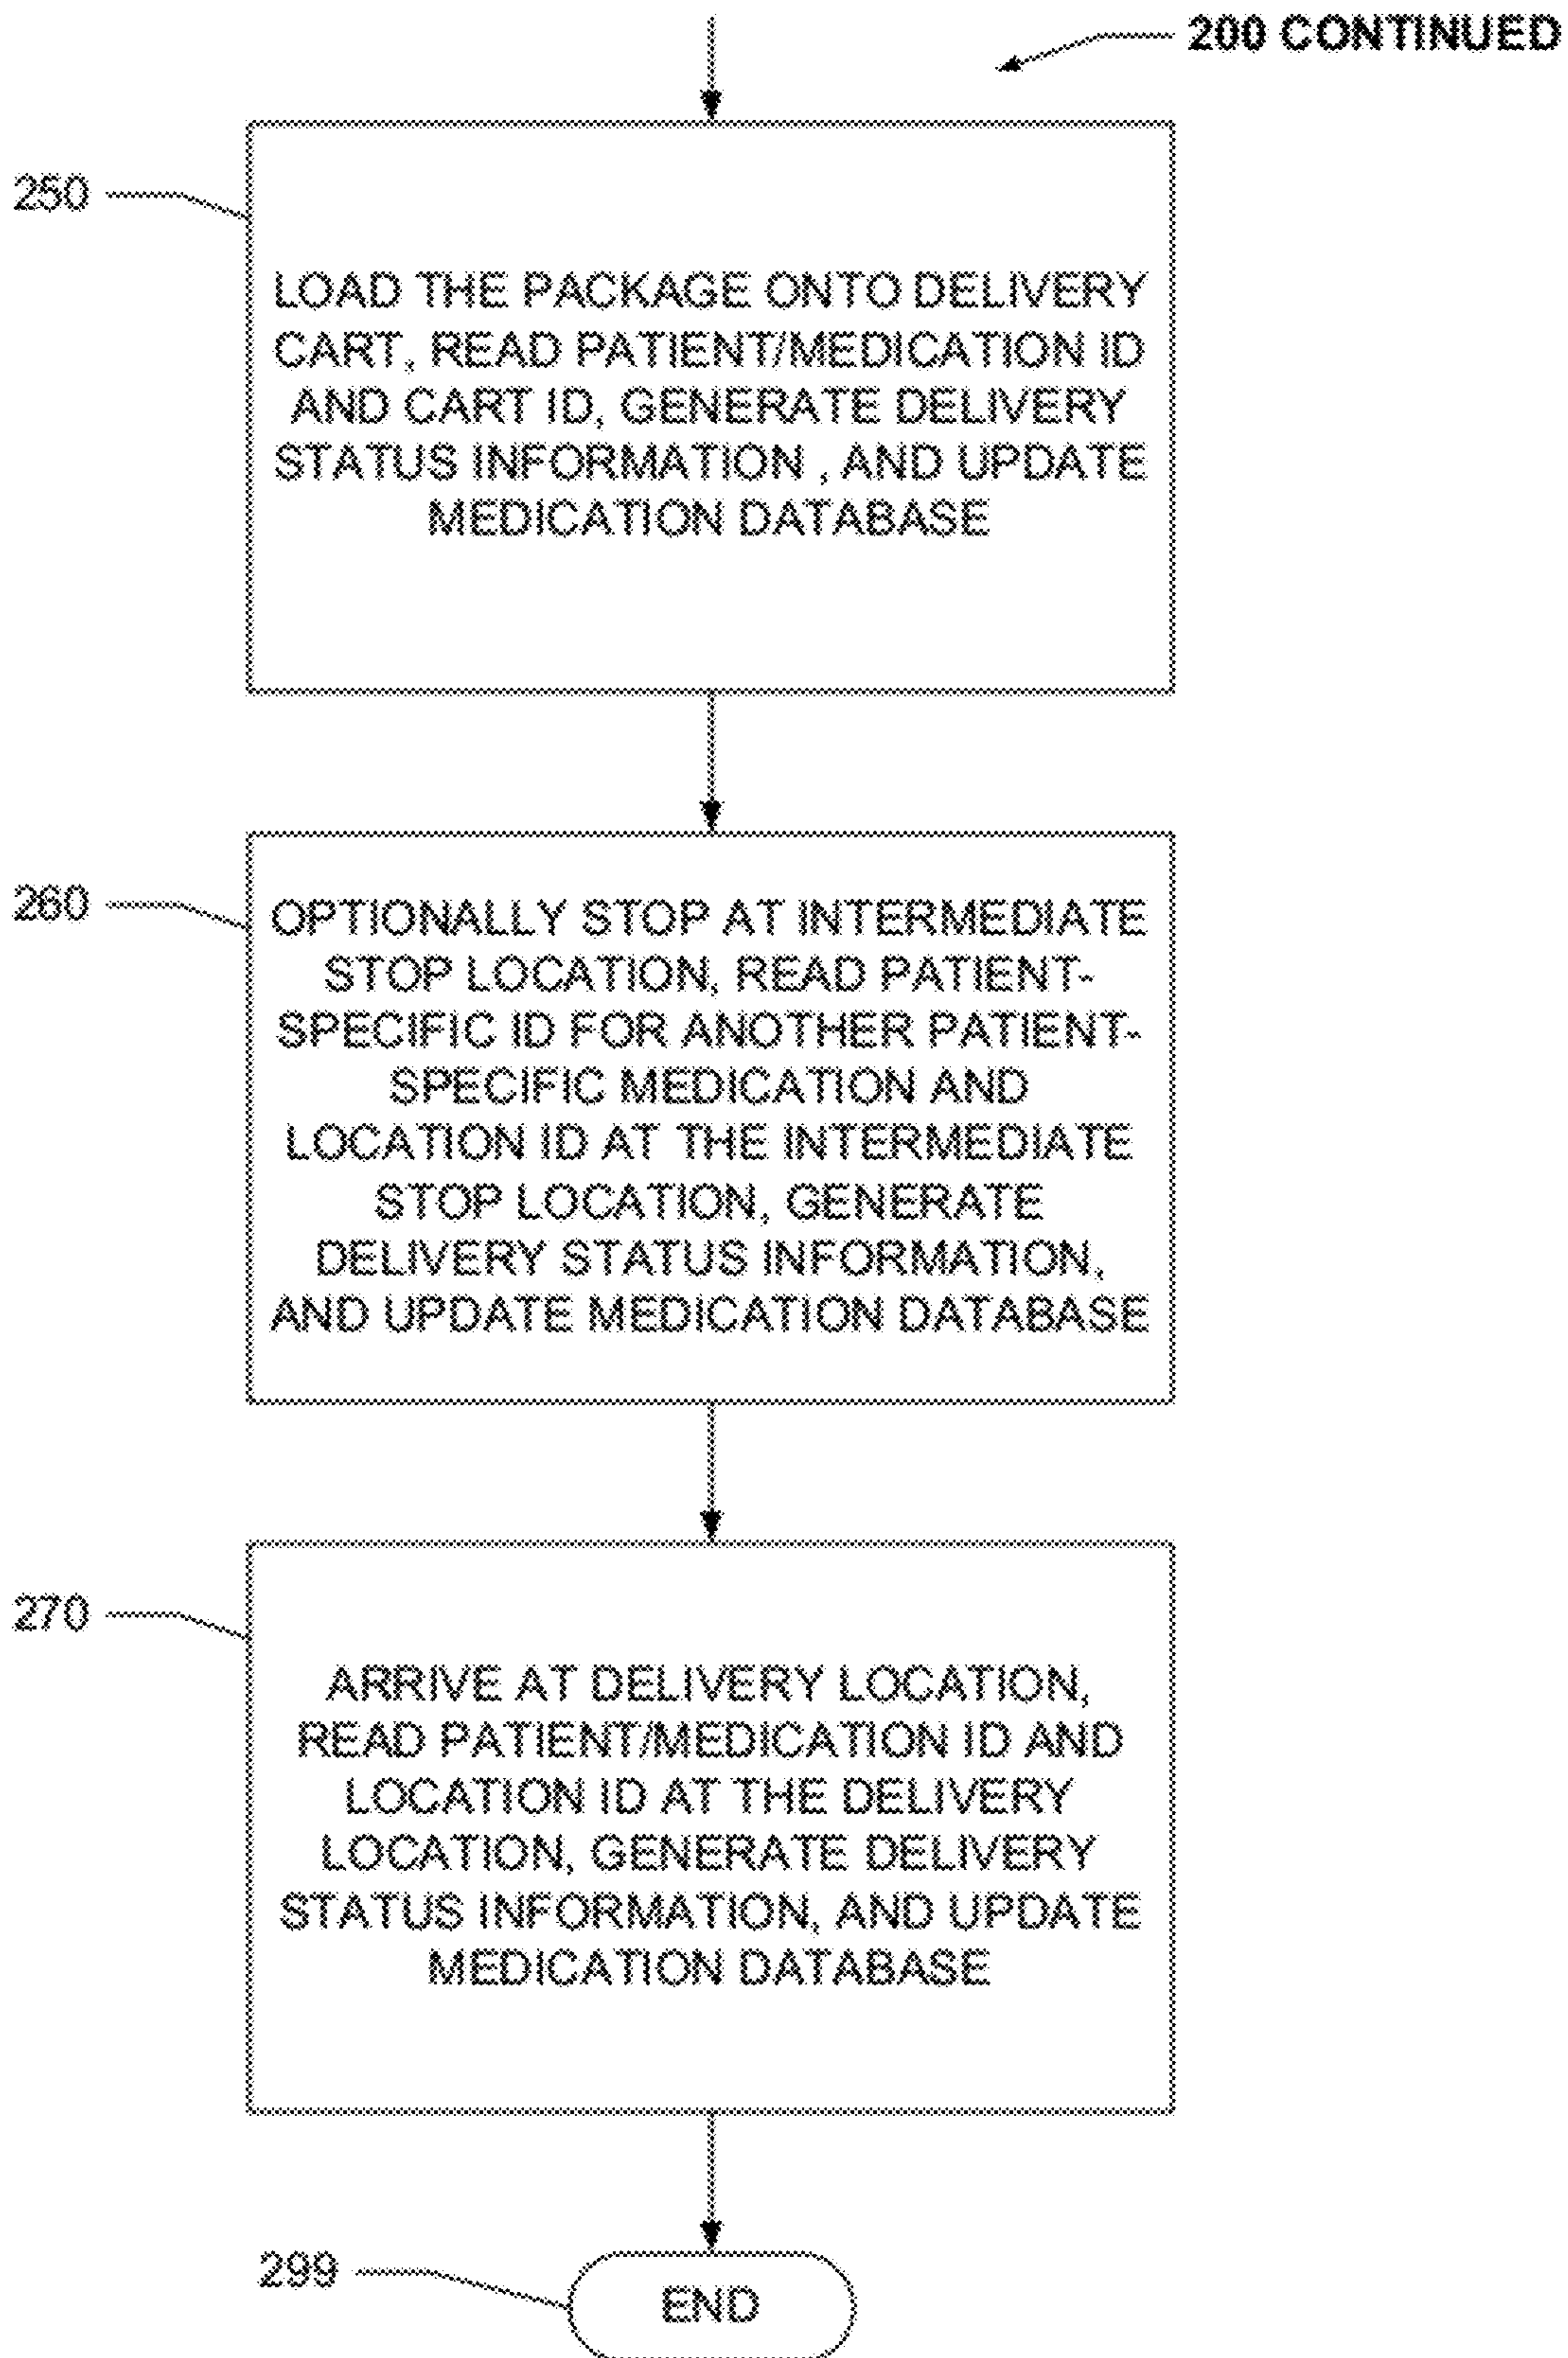 200 CONTINUED
250
LOAD THE PACKAGE ONTO DELIVERY
CART, READ PATIENT/MEDICATION ID
AND CART ID, GENERATE DELIVERY
STATUS INFORMATION , AND UPDATE
MEDICATION DATABASE
260
OPTIONALLY STOP AT INTERMEDIATE
STOP LOCATION, READ PATIENT-
SPECIFIC ID FOR ANOTHER PATIENT-
SPECIFIC MEDICATION AND
LOCATION ID AT THE INTERMEDIATE
STOP LOCATION, GENERATE
DELIVERY STATUS INFORMATION,
AND UPDATE MEDICATION DATABASE
270
ARRIVE AT DELIVERY LOCATION,
READ PATIENT/MEDICATION ID AND
LOCATION ID AT THE DELIVERY
LOCATION, GENERATE DELIVERY
STATUS INFORMATION, AND UPDATE
MEDICATION DATABASE
299
END